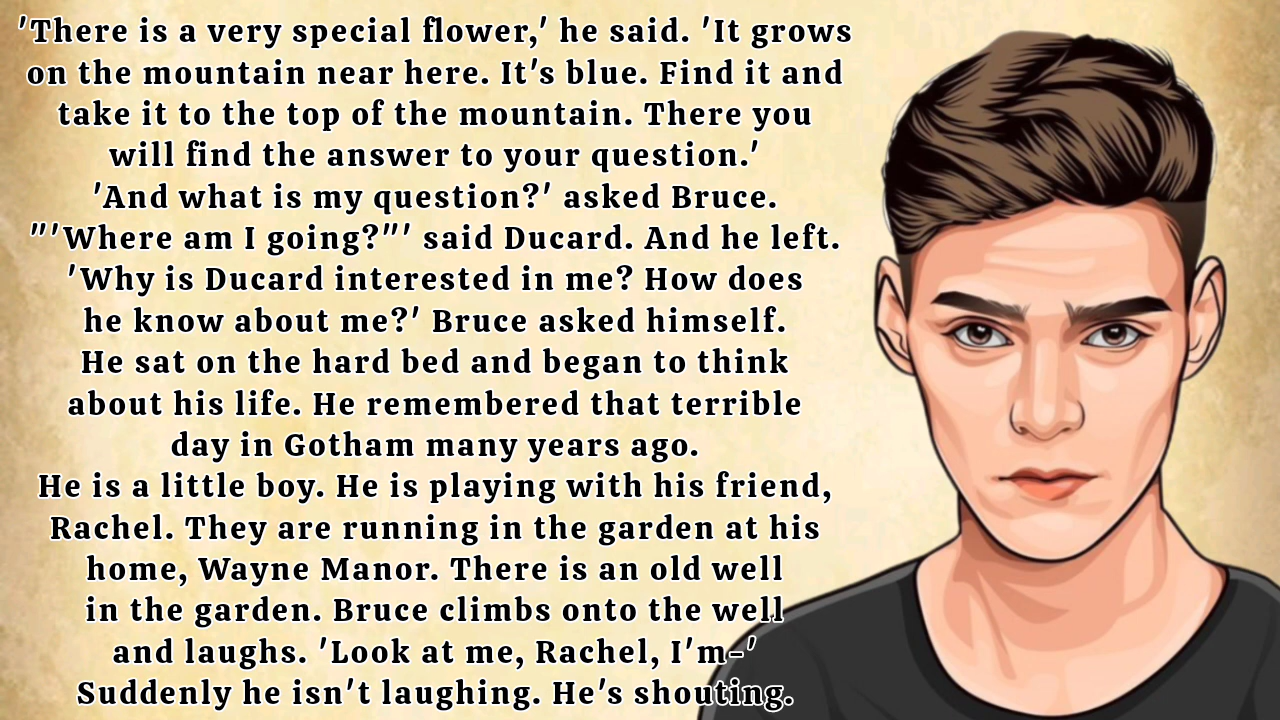 'There is a very special flower,' he said. 'It grows
on the mountain near here. It's blue. Find it and
take it to the top of the mountain. There you
will find the answer to your question.'
'And what is my question?' asked Bruce.
"'Where am I going?"' said Ducard. And he left.
'Why is Ducard interested in me? How does
he know about me?' Bruce asked himself.
He sat on the hard bed and began to think
about his life. He remembered that terrible
day in Gotham many years ago.
He is a little boy. He is playing with his friend,
Rachel. They are running in the garden at his
home, Wayne Manor. There is an old well
in the garden. Bruce climbs onto the well
and laughs. 'Look at me, Rachel, I'm-'
Suddenly he isn't laughing. He's shouting.